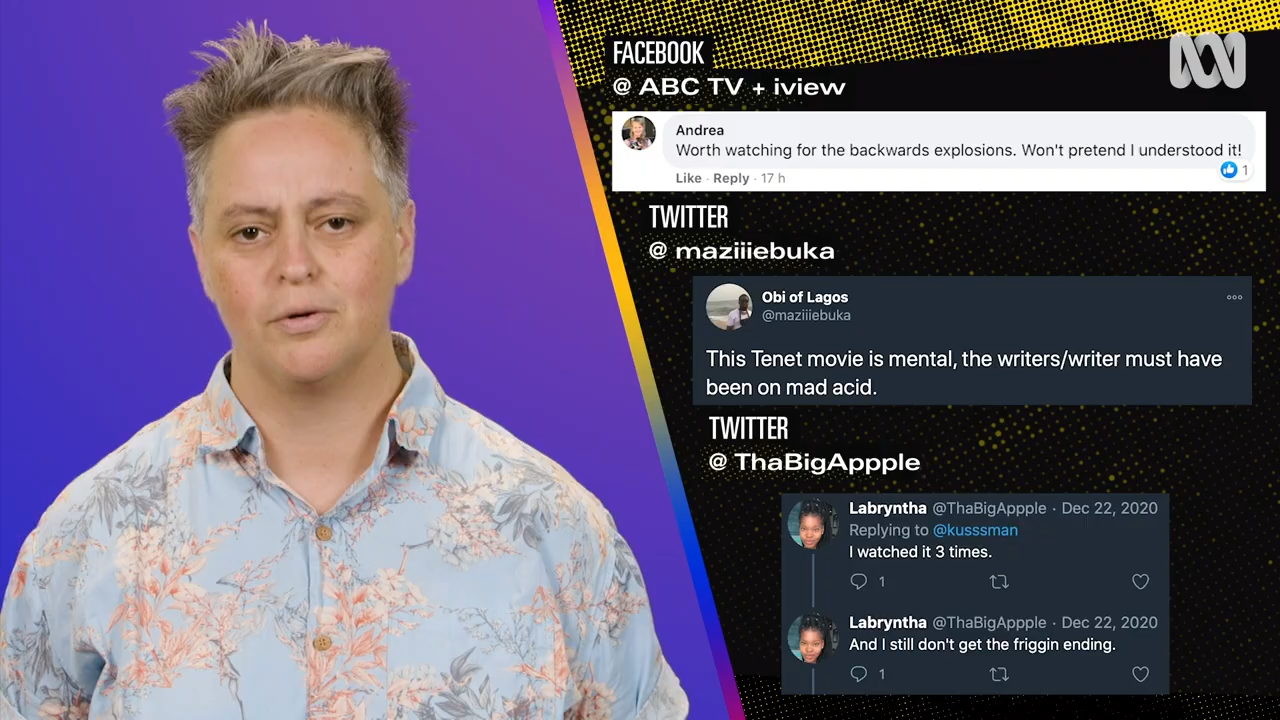 FACEBOOK
@ ABC TV + iview
Andrea
Worth watching for the backwards explosions. Won't pretend I understood it!
Like · Reply · 17 h
1
TWITTER
@ maziiiebuka
Obi of Lagos
@maziiiebuka
This Tenet movie is mental, the writers/writer must have
been on mad acid.
TWITTER
@ ThaBigAppple
Labryntha @ThaBigAppple · Dec 22, 2020
Replying to @kusssman
I watched it 3 times.
1
Labryntha @ThaBigAppple · Dec 22, 2020
And I still don't get the friggin ending.
1